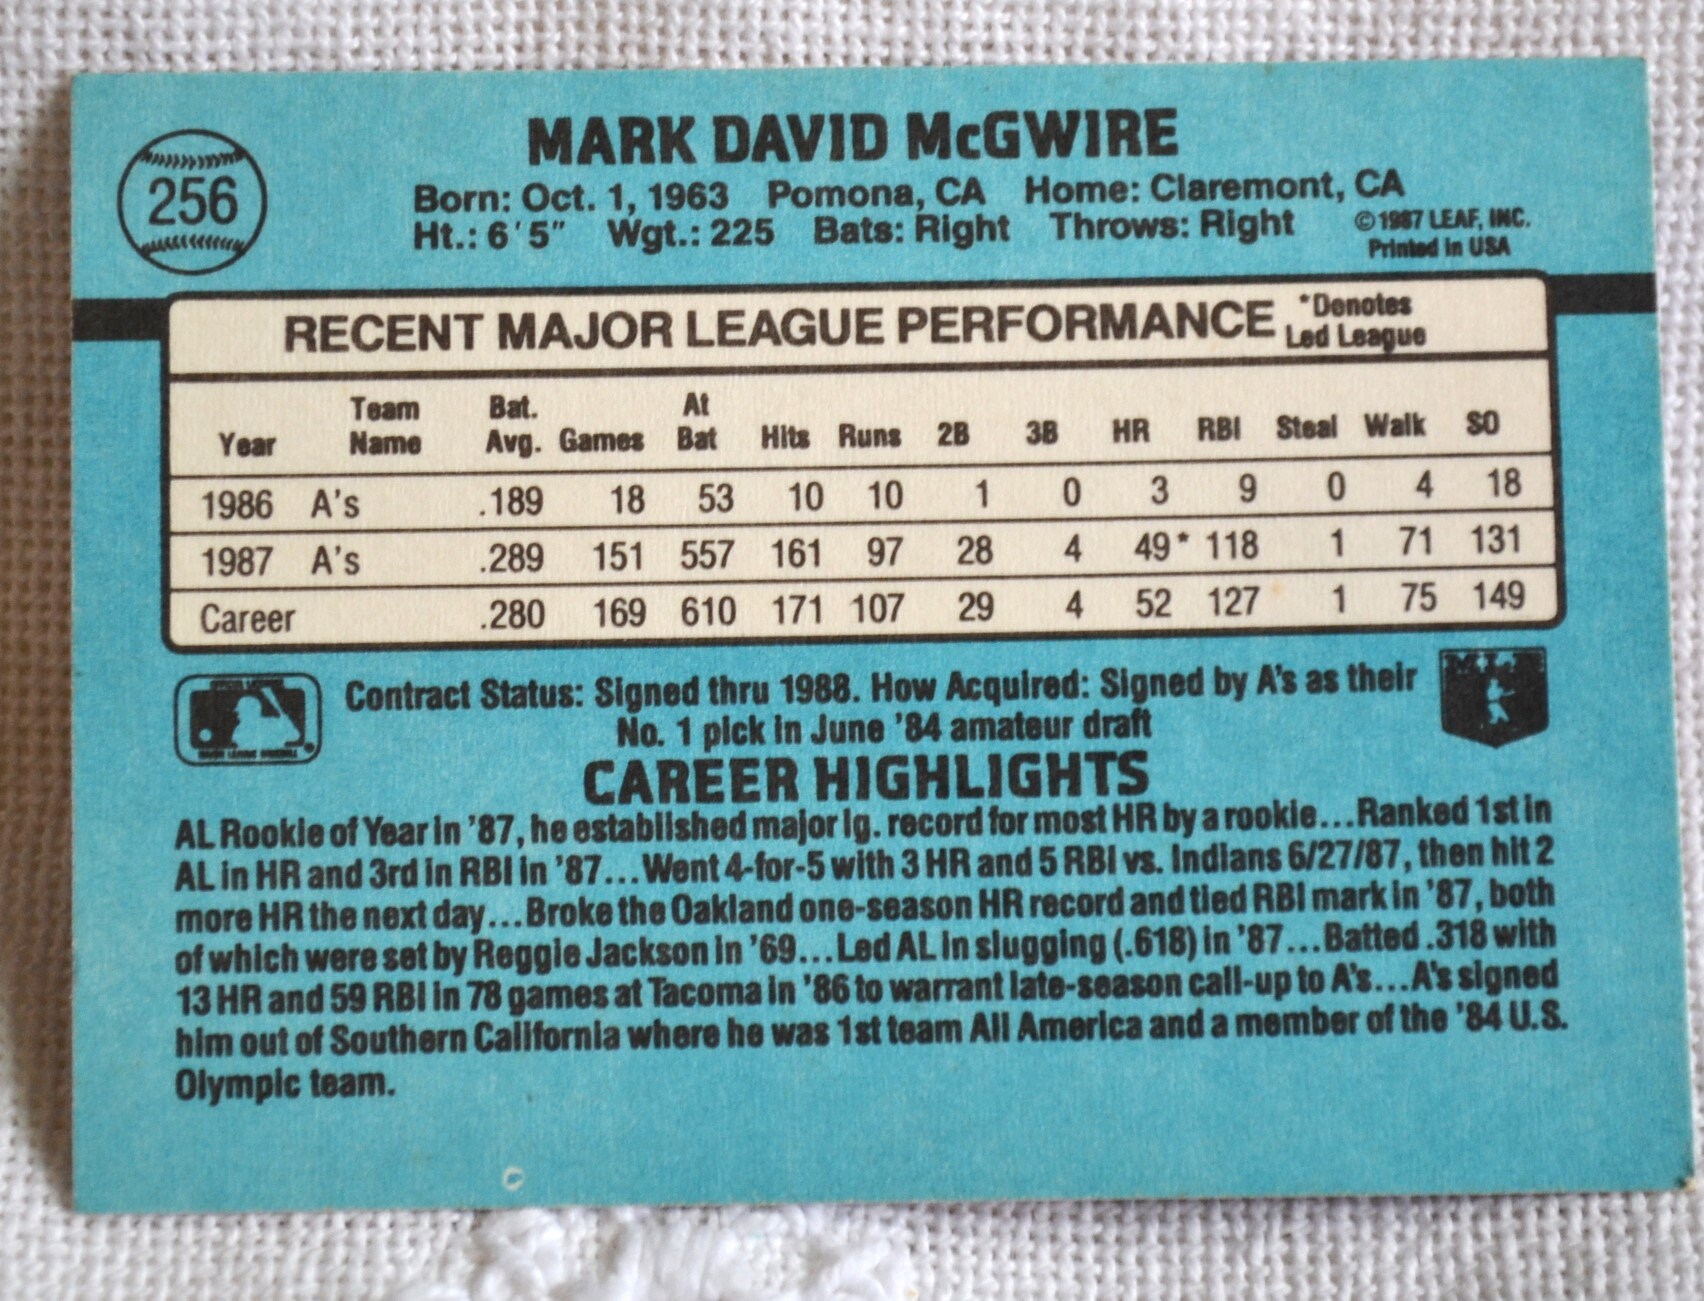 256
MARK DAVID McGWIRE
Born: Oct. 1, 1963 Pomona, CA Home: Claremont, CA
Ht.: 6'5" Wgt.: 225 Bats: Right Throws: Right ©1987 LEAF, INC.
Printed in USA
RECENT MAJOR LEAGUE PERFORMANCE *Denotes
Led League
Year Team Name Bat. Avg. Games At Bat Hits Runs 2B 3B HR RBI Steal Walk SO
1986 A's .189 18 53 10 10 1 0 3 9 0 4 18
1987 A's .289 151 557 161 97 28 4 49* 118 1 71 131
Career .280 169 610 171 107 29 4 52 127 1 75 149
Contract Status: Signed thru 1988. How Acquired: Signed by A's as their
No. 1 pick in June '84 amateur draft
CAREER HIGHLIGHTS
AL Rookie of Year in '87, he established major lg. record for most HR by a rookie...Ranked 1st in
AL in HR and 3rd in RBI in '87...Went 4-for-5 with 3 HR and 5 RBI vs. Indians 6/27/87, then hit 2
more HR the next day...Broke the Oakland one-season HR record and tied RBI mark in '87, both
of which were set by Reggie Jackson in '69...Led AL in slugging (.618) in '87...Batted .318 with
13 HR and 59 RBI in 78 games at Tacoma in '86 to warrant late-season call-up to A's...A's signed
him out of Southern California where he was 1st team All America and a member of the '84 U.S.
Olympic team.